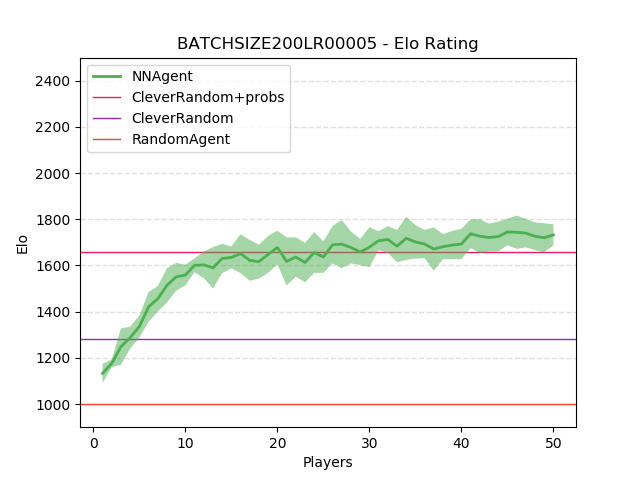 BATCHSIZE200LR00005 - Elo Rating
NNAgent
CleverRandom+probs
CleverRandom
RandomAgent
Elo
2400
2200
2000
1800
1600
1400
1200
1000
0 10 20 30 40 50
Players